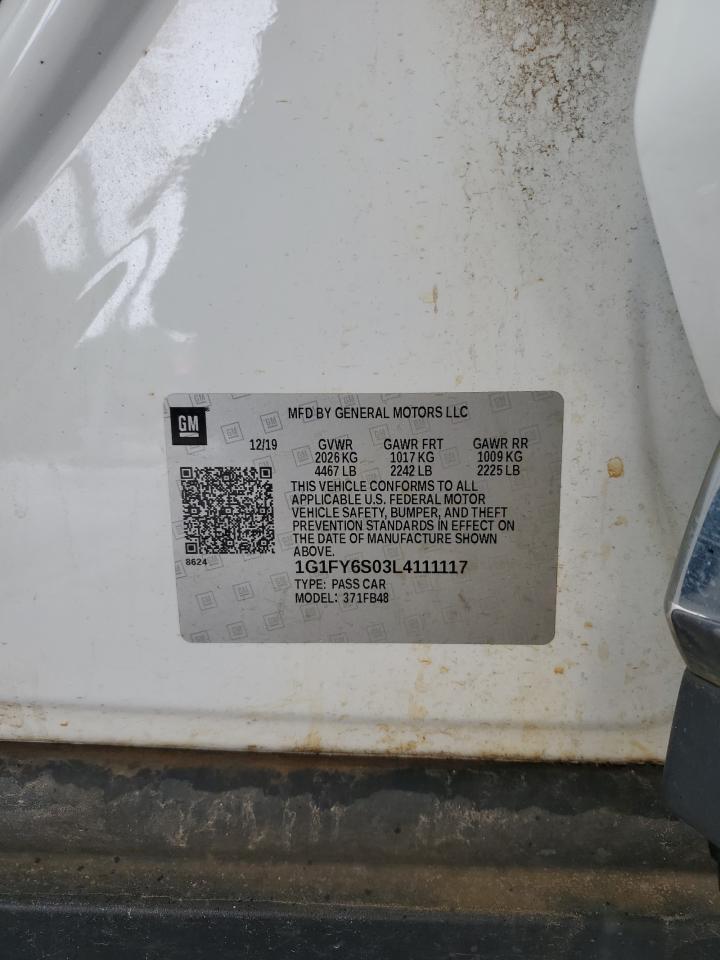 GM
MFD BY GENERAL MOTORS LLC
12/19 GVWR GAWR FRT GAWR RR
2026 KG 1017 KG 1009 KG
4467 LB 2242 LB 2225 LB
THIS VEHICLE CONFORMS TO ALL
APPLICABLE U.S. FEDERAL MOTOR
VEHICLE SAFETY, BUMPER, AND THEFT
PREVENTION STANDARDS IN EFFECT ON
THE DATE OF MANUFACTURE SHOWN
ABOVE.
8624
1G1FY6S03L4111117
TYPE: PASS CAR
MODEL: 371FB48